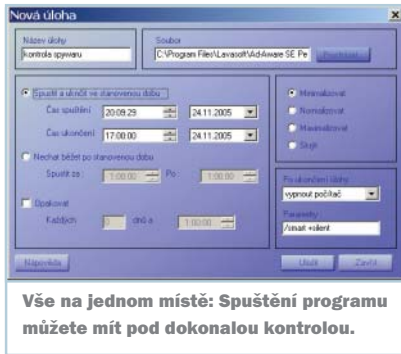 Nová úloha
Název úlohy
kontrola spywaru
Soubor
C:\Program Files\Lavasoft\Ad-Aware SE Pe
Procházet...
Spustit a ukončit ve stanovenou dobu
Čas spuštění 20:09:29 24.11.2005
Čas ukončení 17:00:00 24.11.2005
Nechat běžet po stanovenou dobu
Spustit za: 1:00:00 Po: 1:00:00
Opakovat
Každých 0 dnů a 1:00:00
Minimalizovat
Normalizovat
Maximalizovat
Skrýt
Po ukončení úlohy
vypnout počítač
Parametry
/smart +silent
Nápověda
Uložit
Zavřít
Vše na jednom místě: Spuštění programu
můžete mít pod dokonalou kontrolou.